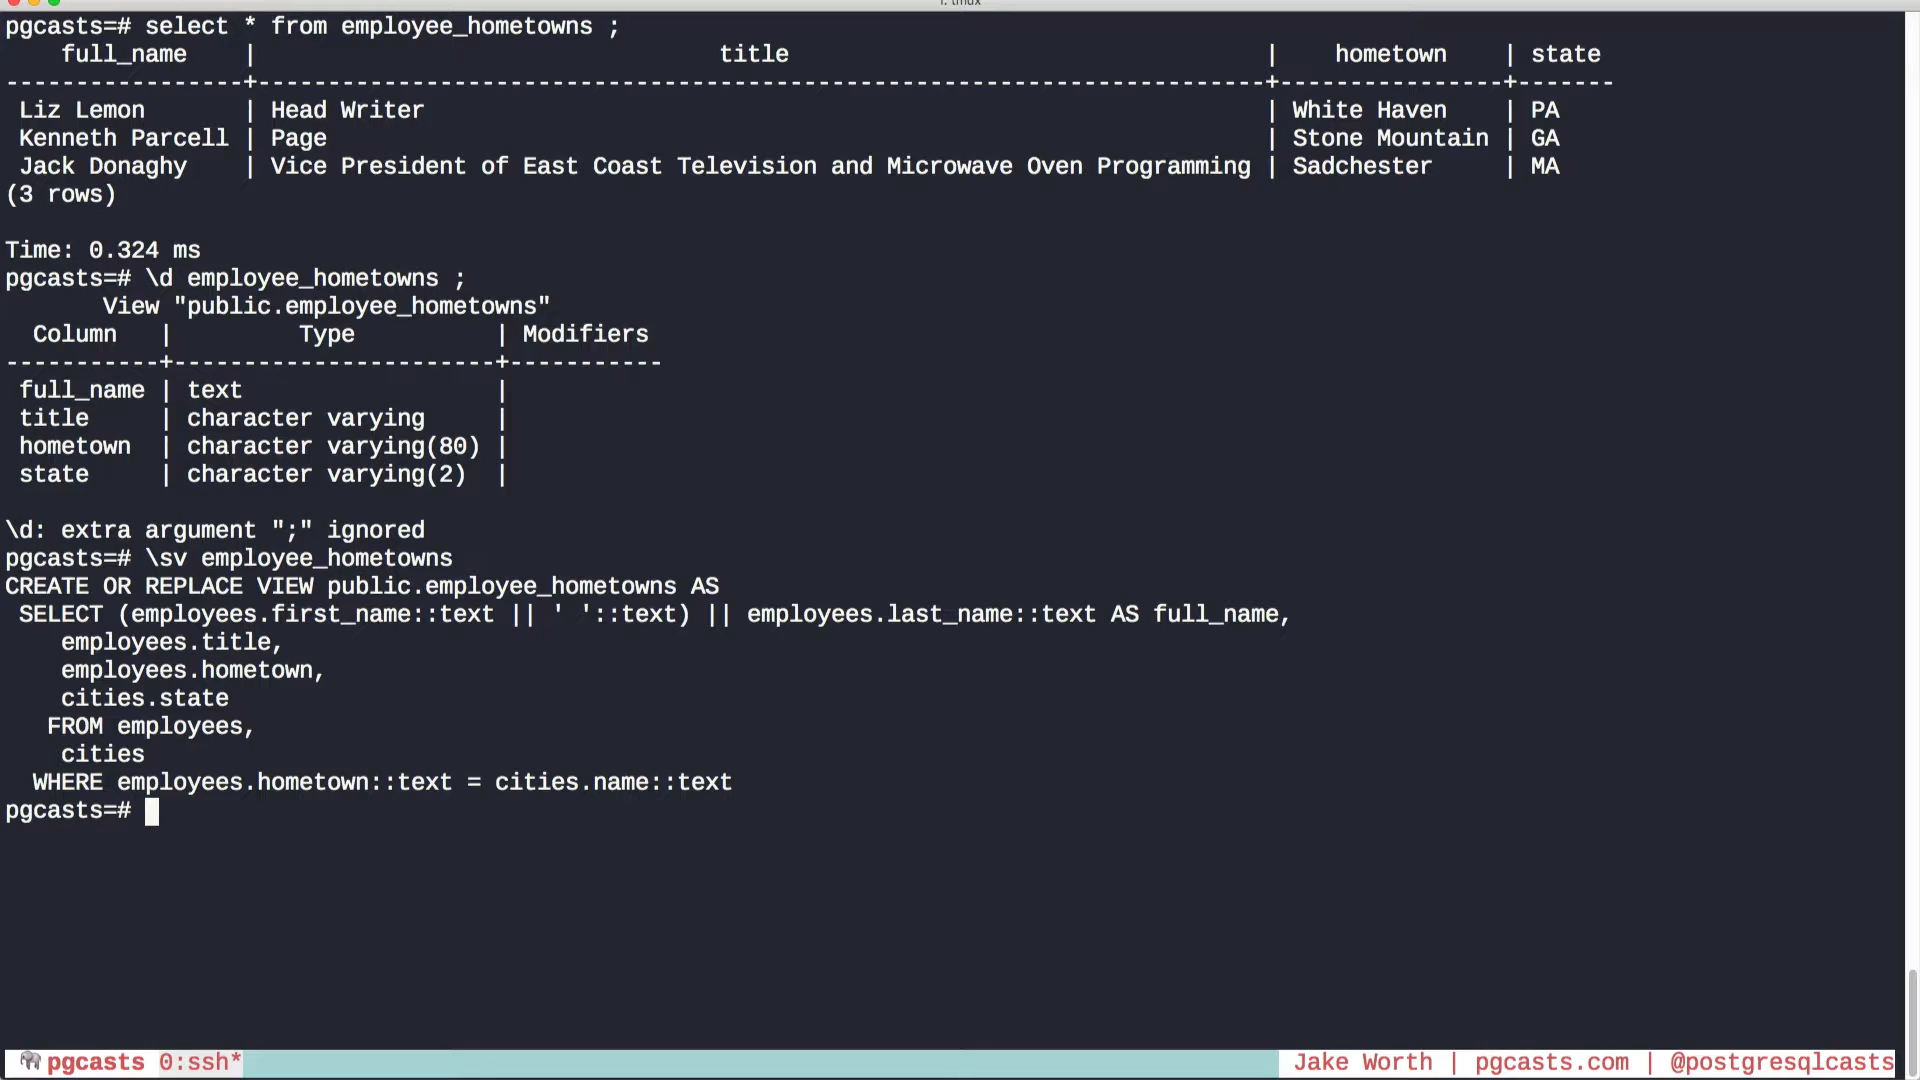 1. tmux
pgcasts=# select * from employee_hometowns ;
    full_name    |                                 title                                  |    hometown    | state
-----------------+------------------------------------------------------------------------+----------------+-------
 Liz Lemon       | Head Writer                                                            | White Haven    | PA
 Kenneth Parcell | Page                                                                   | Stone Mountain | GA
 Jack Donaghy    | Vice President of East Coast Television and Microwave Oven Programming | Sadchester     | MA
(3 rows)
Time: 0.324 ms
pgcasts=# \d employee_hometowns ;
       View "public.employee_hometowns"
  Column   |         Type          | Modifiers
-----------+-----------------------+-----------
 full_name | text                  |
 title     | character varying     |
 hometown  | character varying(80) |
 state     | character varying(2)  |
\d: extra argument ";" ignored
pgcasts=# \sv employee_hometowns
CREATE OR REPLACE VIEW public.employee_hometowns AS
 SELECT (employees.first_name::text || ' '::text) || employees.last_name::text AS full_name,
    employees.title,
    employees.hometown,
    cities.state
   FROM employees,
    cities
  WHERE employees.hometown::text = cities.name::text
pgcasts=#
pgcasts 0:ssh* Jake Worth | pgcasts.com | @postgresqlcasts